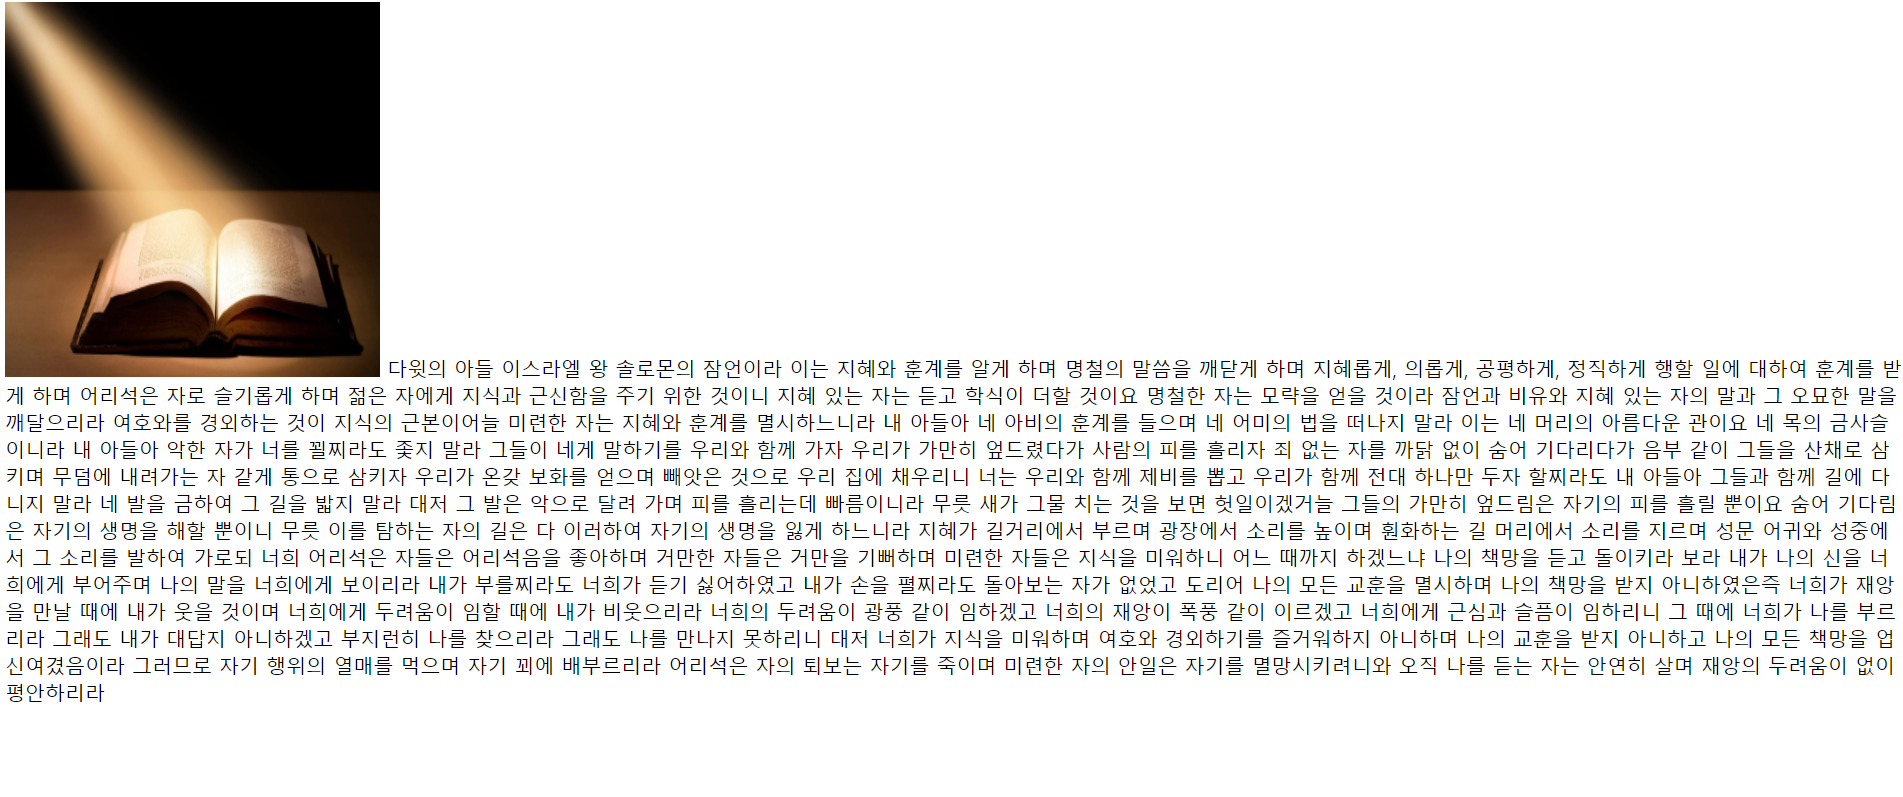 다윗의 아들 이스라엘 왕 솔로몬의 잠언이라 이는 지혜와 훈계를 알게 하며 명철의 말씀을 깨닫게 하며 지혜롭게, 의롭게, 공평하게, 정직하게 행할 일에 대하여 훈계를 받
게 하며 어리석은 자로 슬기롭게 하며 젊은 자에게 지식과 근신함을 주기 위한 것이니 지혜 있는 자는 듣고 학식이 더할 것이요 명철한 자는 모략을 얻을 것이라 잠언과 비유와 지혜 있는 자의 말과 그 오묘한 말을
깨달으리라 여호와를 경외하는 것이 지식의 근본이어늘 미련한 자는 지혜와 훈계를 멸시하느니라 내 아들아 네 아비의 훈계를 들으며 네 어미의 법을 떠나지 말라 이는 네 머리의 아름다운 관이요 네 목의 금사슬
이니라 내 아들아 악한 자가 너를 꾈찌라도 좇지 말라 그들이 네게 말하기를 우리와 함께 가자 우리가 가만히 엎드렸다가 사람의 피를 흘리자 죄 없는 자를 까닭 없이 숨어 기다리다가 음부 같이 그들을 산채로 삼
키며 무덤에 내려가는 자 같게 통으로 삼키자 우리가 온갖 보화를 얻으며 빼앗은 것으로 우리 집에 채우리니 너는 우리와 함께 제비를 뽑고 우리가 함께 전대 하나만 두자 할찌라도 내 아들아 그들과 함께 길에 다
니지 말라 네 발을 금하여 그 길을 밟지 말라 대저 그 발은 악으로 달려 가며 피를 흘리는데 빠름이니라 무릇 새가 그물 치는 것을 보면 헛일이겠거늘 그들의 가만히 엎드림은 자기의 피를 흘릴 뿐이요 숨어 기다림
은 자기의 생명을 해할 뿐이니 무릇 이를 탐하는 자의 길은 다 이러하여 자기의 생명을 잃게 하느니라 지혜가 길거리에서 부르며 광장에서 소리를 높이며 훤화하는 길 머리에서 소리를 지르며 성문 어귀와 성중에
서 그 소리를 발하여 가로되 너희 어리석은 자들은 어리석음을 좋아하며 거만한 자들은 거만을 기뻐하며 미련한 자들은 지식을 미워하니 어느 때까지 하겠느냐 나의 책망을 듣고 돌이키라 보라 내가 나의 신을 너
희에게 부어주며 나의 말을 너희에게 보이리라 내가 부를찌라도 너희가 듣기 싫어하였고 내가 손을 펼찌라도 돌아보는 자가 없었고 도리어 나의 모든 교훈을 멸시하며 나의 책망을 받지 아니하였은즉 너희가 재앙
을 만날 때에 내가 웃을 것이며 너희에게 두려움이 임할 때에 내가 비웃으리라 너희의 두려움이 광풍 같이 임하겠고 너희의 재앙이 폭풍 같이 이르겠고 너희에게 근심과 슬픔이 임하리니 그 때에 너희가 나를 부르
리라 그래도 내가 대답지 아니하겠고 부지런히 나를 찾으리라 그래도 나를 만나지 못하리니 대저 너희가 지식을 미워하며 여호와 경외하기를 즐거워하지 아니하며 나의 교훈을 받지 아니하고 나의 모든 책망을 업
신여겼음이라 그러므로 자기 행위의 열매를 먹으며 자기 꾀에 배부르리라 어리석은 자의 퇴보는 자기를 죽이며 미련한 자의 안일은 자기를 멸망시키려니와 오직 나를 듣는 자는 안연히 살며 재앙의 두려움이 없이
평안하리라